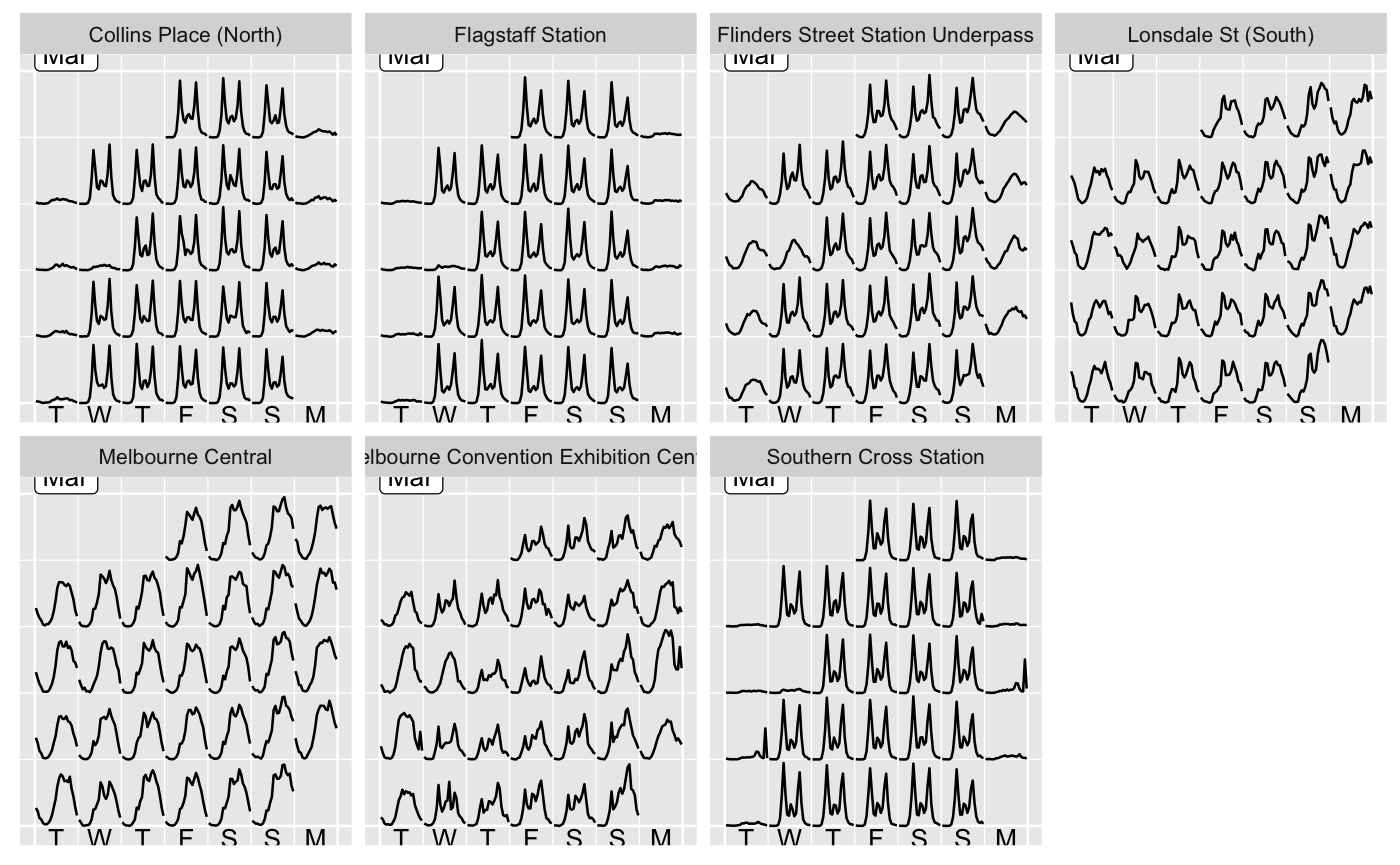 Collins Place (North)
Flagstaff Station
Flinders Street Station Underpass
Lonsdale St (South)
Mar
Mar
Mar
Mar
T W T F S S M
T W T F S S M
T W T F S S M
T W T F S S M
Melbourne Central
elbourne Convention Exhibition Cent
Southern Cross Station
Mar
Mar
Mar
T W T F S S M
T W T F S S M
T W T F S S M